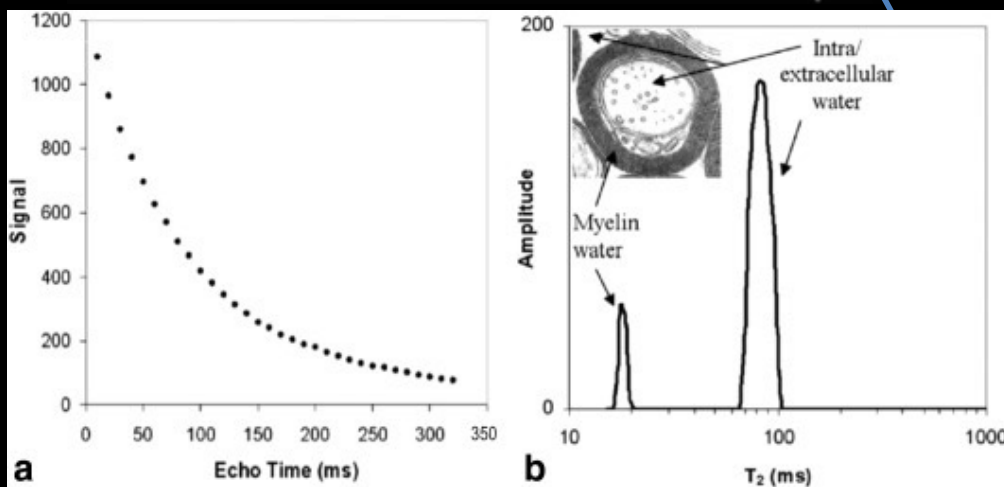 1200
1000
800
600
400
200
0
Signal
0 50 100 150 200 250 300 350
Echo Time (ms)
a
200
0
Amplitude
Intra/
extracellular
water
Myelin
water
10 100 1000
T₂ (ms)
b